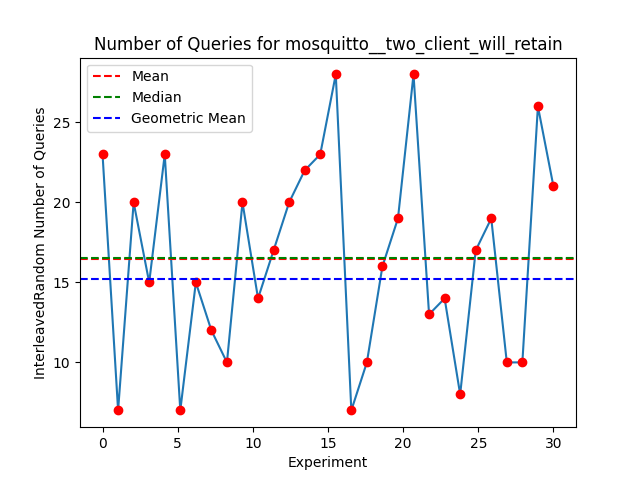 Number of Queries for mosquitto__two_client_will_retain
Mean
Median
Geometric Mean
InterleavedRandom Number of Queries
25
20
15
10
0
5
10
15
20
25
30
Experiment